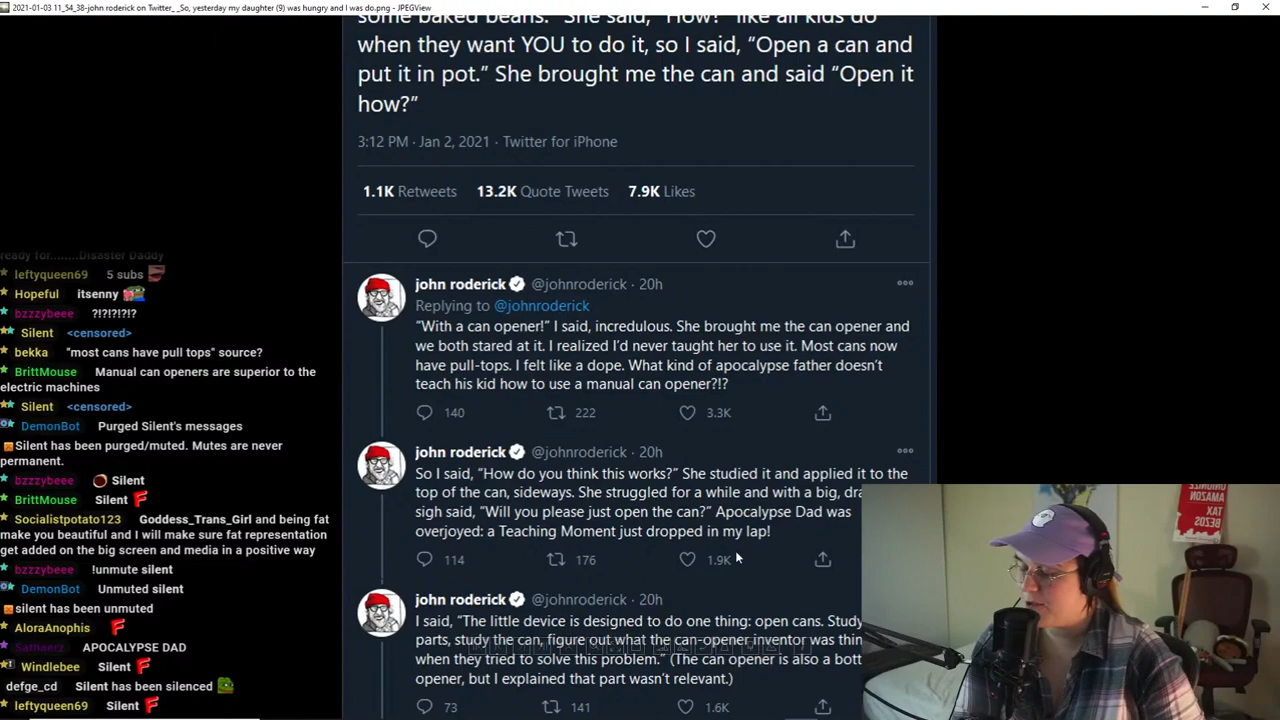 2021-01-03 11_54_38-john roderick on Twitter_ _So, yesterday my daughter (9) was hungry and I was do.png - JPEGView
some baked beans." She said, "How?" like all kids do
when they want YOU to do it, so I said, "Open a can and
put it in pot." She brought me the can and said "Open it
how?"
3:12 PM · Jan 2, 2021 · Twitter for iPhone
1.1K Retweets 13.2K Quote Tweets 7.9K Likes
john roderick @johnroderick · 20h
Replying to @johnroderick
"With a can opener!" I said, incredulous. She brought me the can opener and
we both stared at it. I realized I'd never taught her to use it. Most cans now
have pull-tops. I felt like a dope. What kind of apocalypse father doesn't
teach his kid how to use a manual can opener?!?
140 222 3.3K
john roderick @johnroderick · 20h
So I said, "How do you think this works?" She studied it and applied it to the
top of the can, sideways. She struggled for a while and with a big, dra
sigh said, "Will you please just open the can?" Apocalypse Dad was
overjoyed: a Teaching Moment just dropped in my lap!
114 176 1.9K
john roderick @johnroderick · 20h
I said, "The little device is designed to do one thing: open cans. Study
parts, study the can, figure out what the can-opener inventor was thin
when they tried to solve this problem." (The can opener is also a bott
opener, but I explained that part wasn't relevant.)
73 141 1.6K
ready for........Disaster Daddy
leftyqueen69 5 subs
Hopeful itsenny
bzzzybeee ?!?!?!?!?
Silent <censored>
bekka "most cans have pull tops" source?
BrittMouse Manual can openers are superior to the
electric machines
Silent <censored>
DemonBot Purged Silent's messages
Silent has been purged/muted. Mutes are never
permanent.
bzzzybeee Silent
BrittMouse Silent F
Socialistpotato123 Goddess_Trans_Girl and being fat
make you beautiful and I will make sure fat representation
get added on the big screen and media in a positive way
bzzzybeee !unmute silent
DemonBot Unmuted silent
silent has been unmuted
AloraAnophis F
APOCALYPSE DAD
Windlebee Silent F
defge_cd Silent has been silenced
leftyqueen69 Silent F
UNIONIZE
AMAZON
TAX
BEZOS